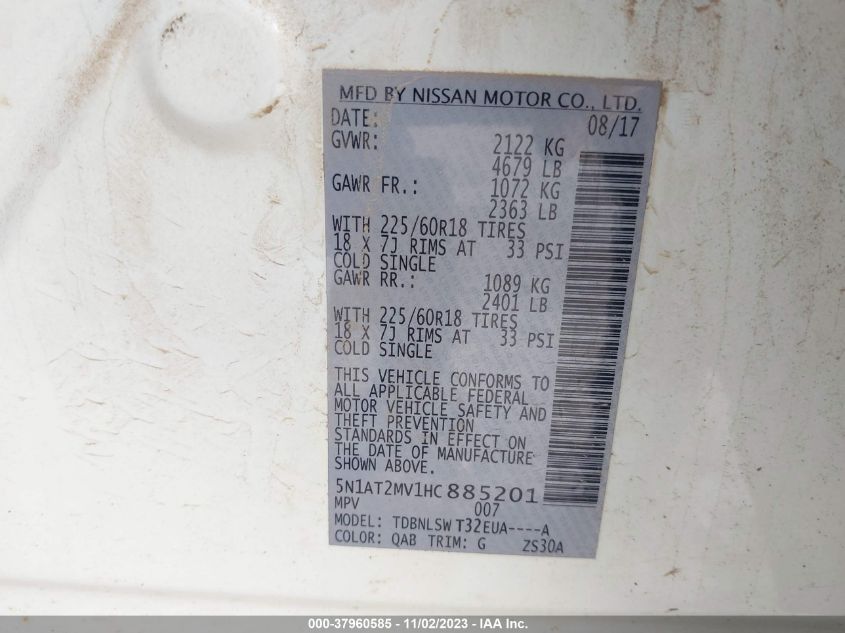 MFD BY NISSAN MOTOR CO., LTD.
DATE: 08/17
GVWR: 2122 KG
4679 LB
GAWR FR.: 1072 KG
2363 LB
WITH 225/60R18 TIRES
18 X 7J RIMS AT 33 PSI
COLD SINGLE
GAWR RR.: 1089 KG
2401 LB
WITH 225/60R18 TIRES
18 X 7J RIMS AT 33 PSI
COLD SINGLE
THIS VEHICLE CONFORMS TO
ALL APPLICABLE FEDERAL
MOTOR VEHICLE SAFETY AND
THEFT PREVENTION
STANDARDS IN EFFECT ON
THE DATE OF MANUFACTURE
SHOWN ABOVE.
5N1AT2MV1HC885201
MPV 007
MODEL: TDBNLSW T32EUA----A
COLOR: QAB TRIM: G ZS30A
000-37960585 - 11/02/2023 - IAA Inc.